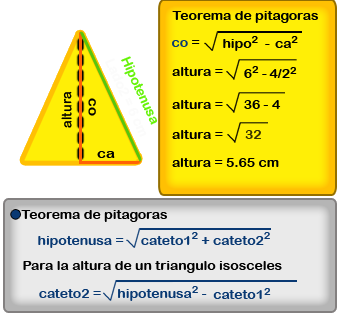 Hipotenusa
altura
co
ca
Teorema de pitagoras
co = √hipo² - ca²
altura = √6² - 4/2²
altura = √36 - 4
altura = √32
altura = 5.65 cm
Teorema de pitagoras
hipotenusa = √cateto1² + cateto2²
Para la altura de un triangulo isosceles
cateto2 = √hipotenusa² - cateto1²